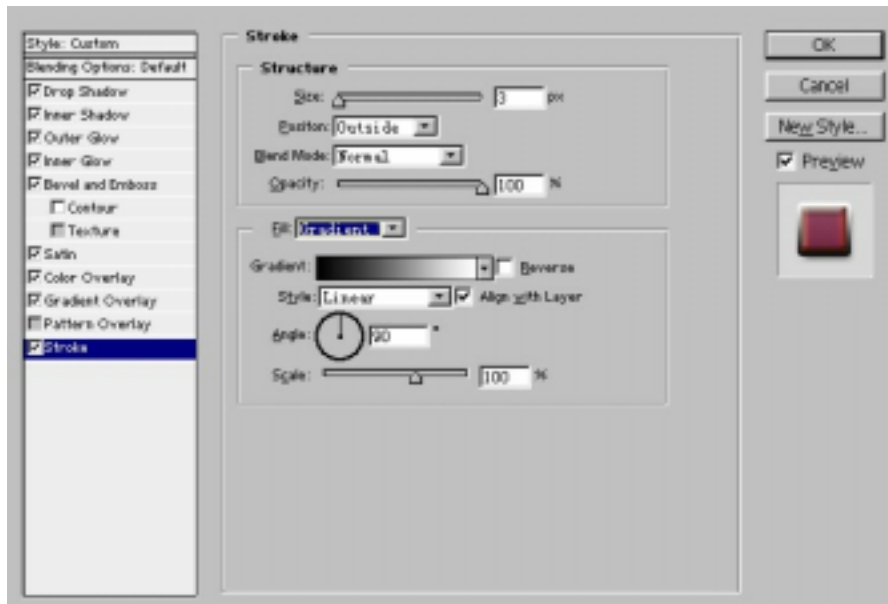 Style: Custom
Blending Options: Default
Drop Shadow
Inner Shadow
Outer Glow
Inner Glow
Bevel and Emboss
Contour
Texture
Satin
Color Overlay
Gradient Overlay
Pattern Overlay
Stroke
Stroke
Structure
Size: 3 px
Position: Outside
Blend Mode: Normal
Opacity: 100 %
Fill: Gradient
Gradient: Reverse
Style: Linear Align with Layer
Angle: 90 °
Scale: 100 %
OK
Cancel
New Style...
Preview